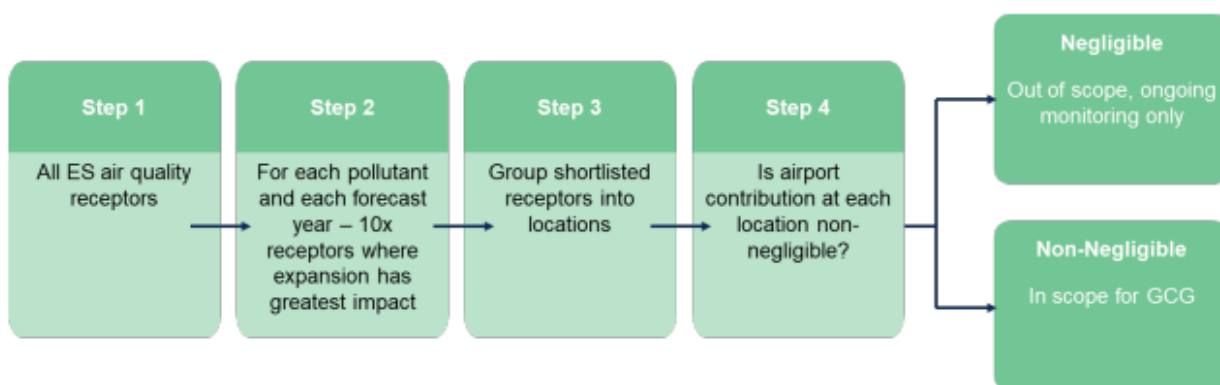 Step 1
All ES air quality
receptors
Step 2
For each pollutant
and each forecast
year – 10x
receptors where
expansion has
greatest impact
Step 3
Group shortlisted
receptors into
locations
Step 4
Is airport
contribution at each
location non-
negligible?
Negligible
Out of scope, ongoing
monitoring only
Non-Negligible
In scope for GCG